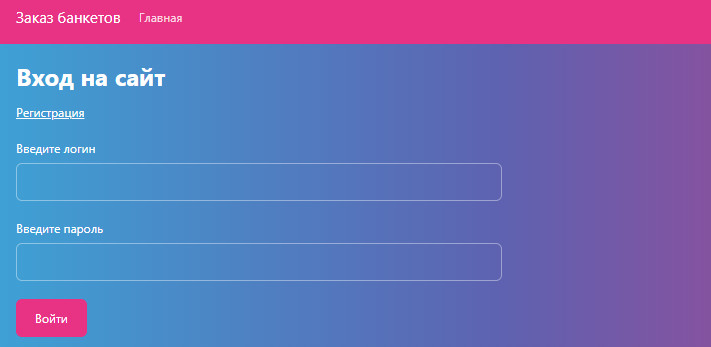 Заказ банкетов Главная
Вход на сайт
Регистрация
Введите логин
Введите пароль
Войти